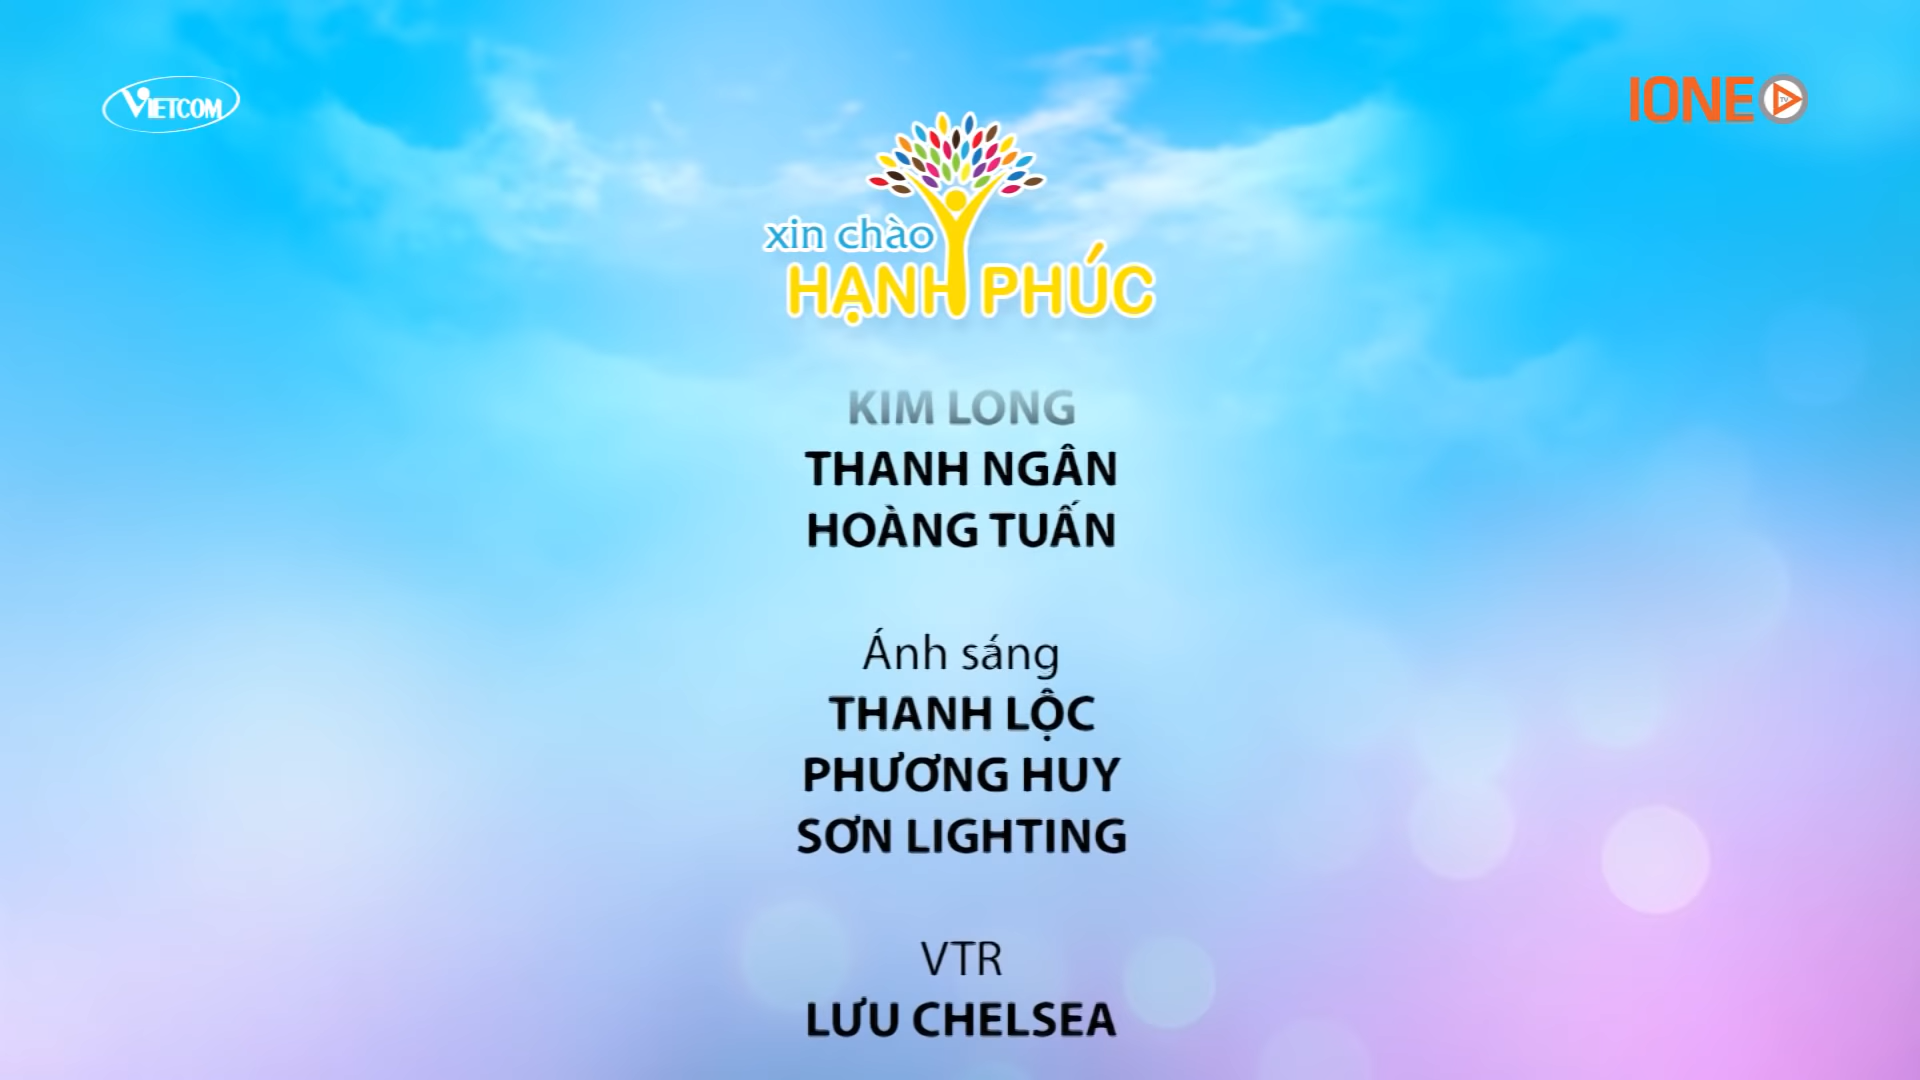 VIETCOM
IONE TV
xin chào
HẠNH PHÚC
KIM LONG
THANH NGÂN
HOÀNG TUẤN
Ánh sáng
THANH LỘC
PHƯƠNG HUY
SƠN LIGHTING
VTR
LƯU CHELSEA